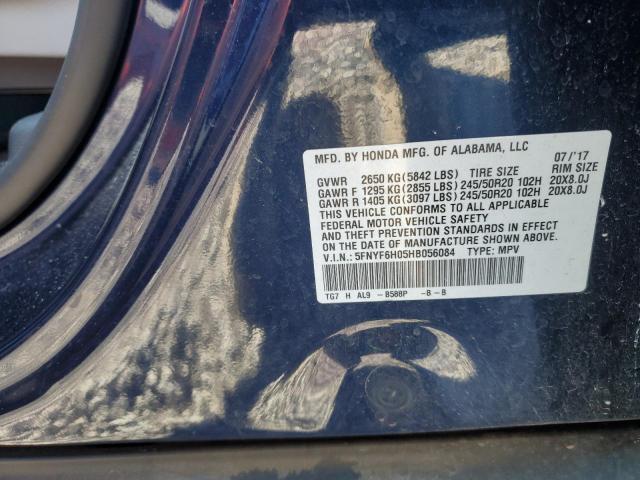 MFD. BY HONDA MFG. OF ALABAMA, LLC 07/'17
GVWR 2650 KG(5842 LBS) TIRE SIZE RIM SIZE
GAWR F 1295 KG(2855 LBS)245/50R20 102H 20X8.0J
GAWR R 1405 KG(3097 LBS)245/50R20 102H 20X8.0J
THIS VEHICLE CONFORMS TO ALL APPLICABLE
FEDERAL MOTOR VEHICLE SAFETY
AND THEFT PREVENTION STANDARDS IN EFFECT
ON THE DATE OF MANUFACTURE SHOWN ABOVE.
V.I.N.: 5FNYF6H05HB056084 TYPE: MPV
TG7 H AL9 - B588P -B - B